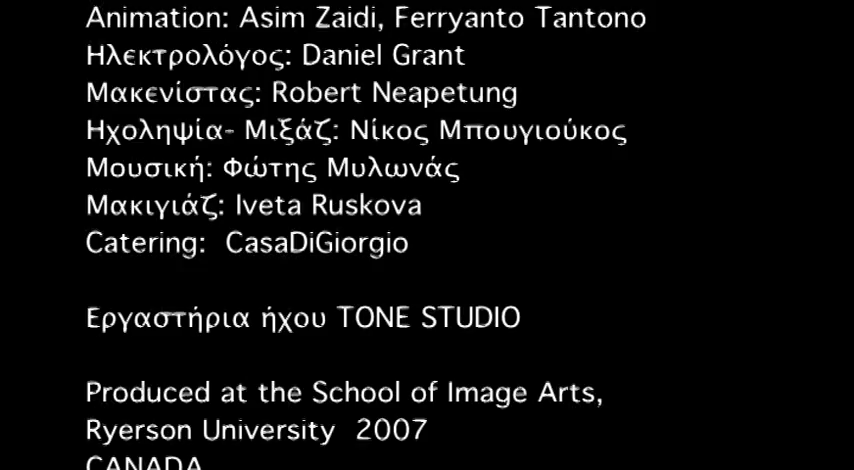 Animation: Asim Zaidi, Ferryanto Tantono
Ηλεκτρολόγος: Daniel Grant
Μακενίστας: Robert Neapetung
Ηχοληψία- Μιξάζ: Νίκος Μπουγιούκος
Μουσική: Φώτης Μυλωνάς
Μακιγιάζ: Iveta Ruskova
Catering: CasaDiGiorgio
Εργαστήρια ήχου TONE STUDIO
Produced at the School of Image Arts,
Ryerson University 2007
CANADA